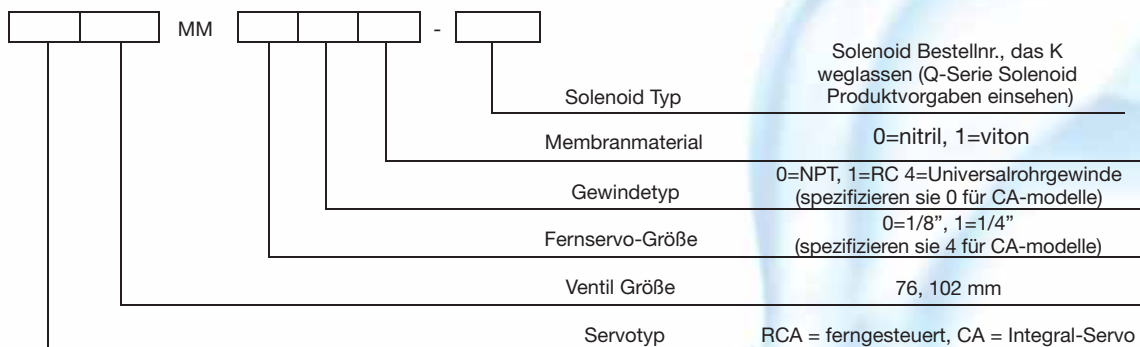 MM -
Solenoid Typ
Solenoid Bestellnr., das K
weglassen (Q-Serie Solenoid
Produktvorgaben einsehen)
Membranmaterial
0=nitril, 1=viton
Gewindetyp
0=NPT, 1=RC 4=Universalrohrgewinde
(spezifizieren sie 0 für CA-modelle)
Fernservo-Größe
0=1/8”, 1=1/4”
(spezifizieren sie 4 für CA-modelle)
Ventil Größe
76, 102 mm
Servotyp
RCA = ferngesteuert, CA = Integral-Servo